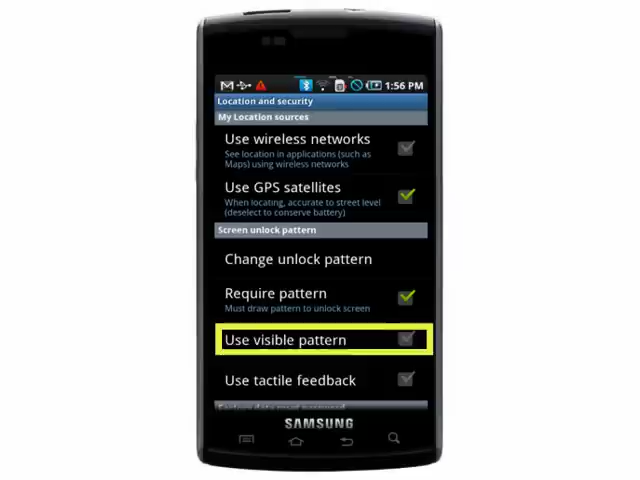 1:56 PM
Location and security
My Location sources
Use wireless networks
See location in applications (such as
Maps) using wireless networks
Use GPS satellites
When locating, accurate to street level
(deselect to conserve battery)
Screen unlock pattern
Change unlock pattern
Require pattern
Must draw pattern to unlock screen
Use visible pattern
Use tactile feedback
SAMSUNG